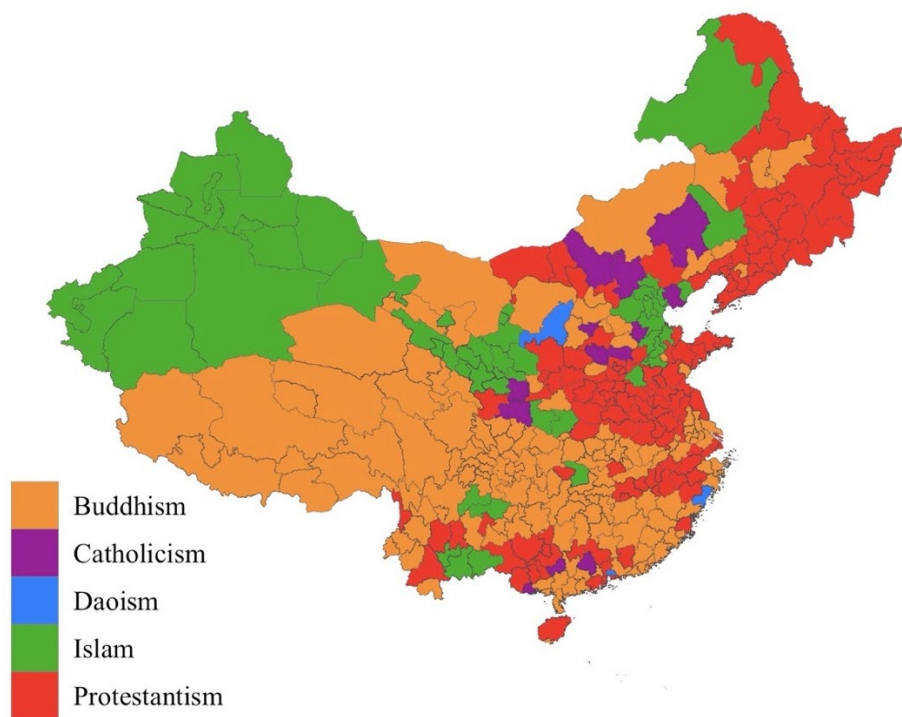 Buddhism
Catholicism
Daoism
Islam
Protestantism